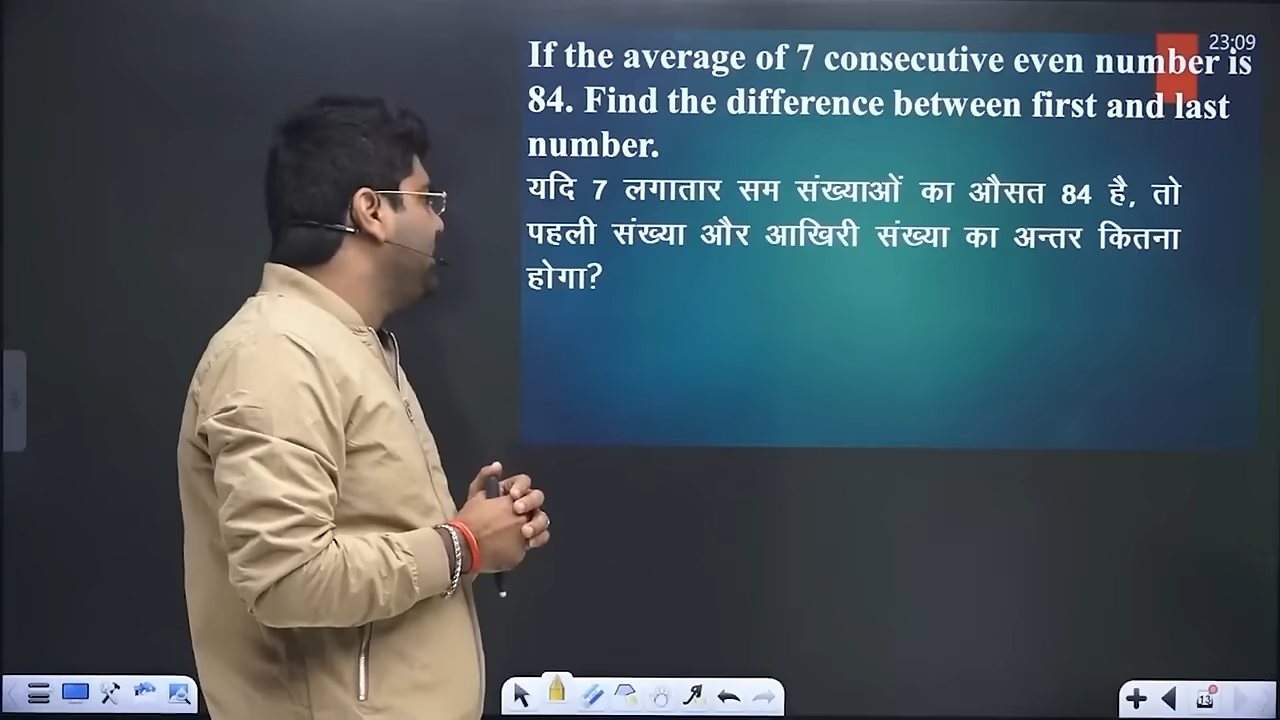 23:09
If the average of 7 consecutive even number is
84. Find the difference between first and last
number.
यदि 7 लगातार सम संख्याओं का औसत 84 है, तो
पहली संख्या और आखिरी संख्या का अन्तर कितना
होगा?
13